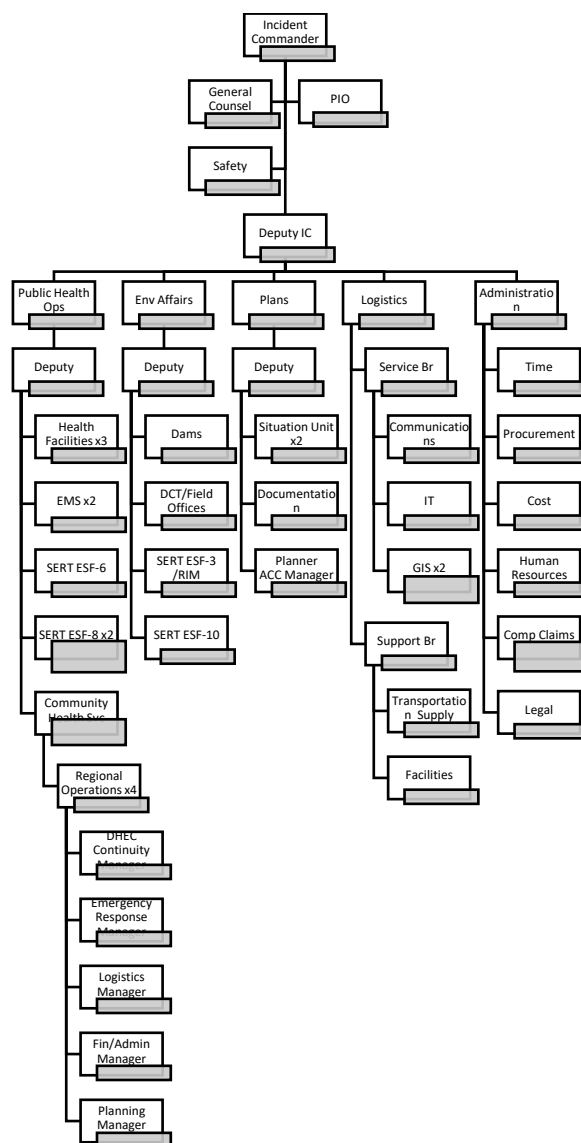 Incident
Commander
General
Counsel
PIO
Safety
Deputy IC
Public Health
Ops
Env Affairs
Plans
Logistics
Administratio
n
Deputy
Deputy
Deputy
Service Br
Time
Health
Facilities x3
Dams
Situation Unit
x2
Communicatio
ns
Procurement
EMS x2
DCT/Field
Offices
Documentatio
n
IT
Cost
SERT ESF-6
SERT ESF-3
/RIM
Planner
ACC Manager
GIS x2
Human
Resources
SERT ESF-8 x2
SERT ESF-10
Support Br
Comp Claims
Community
Health Svc
Transportatio
n Supply
Legal
Regional
Operations x4
Facilities
DHEC
Continuity
Manager
Emergency
Response
Manager
Logistics
Manager
Fin/Admin
Manager
Planning
Manager